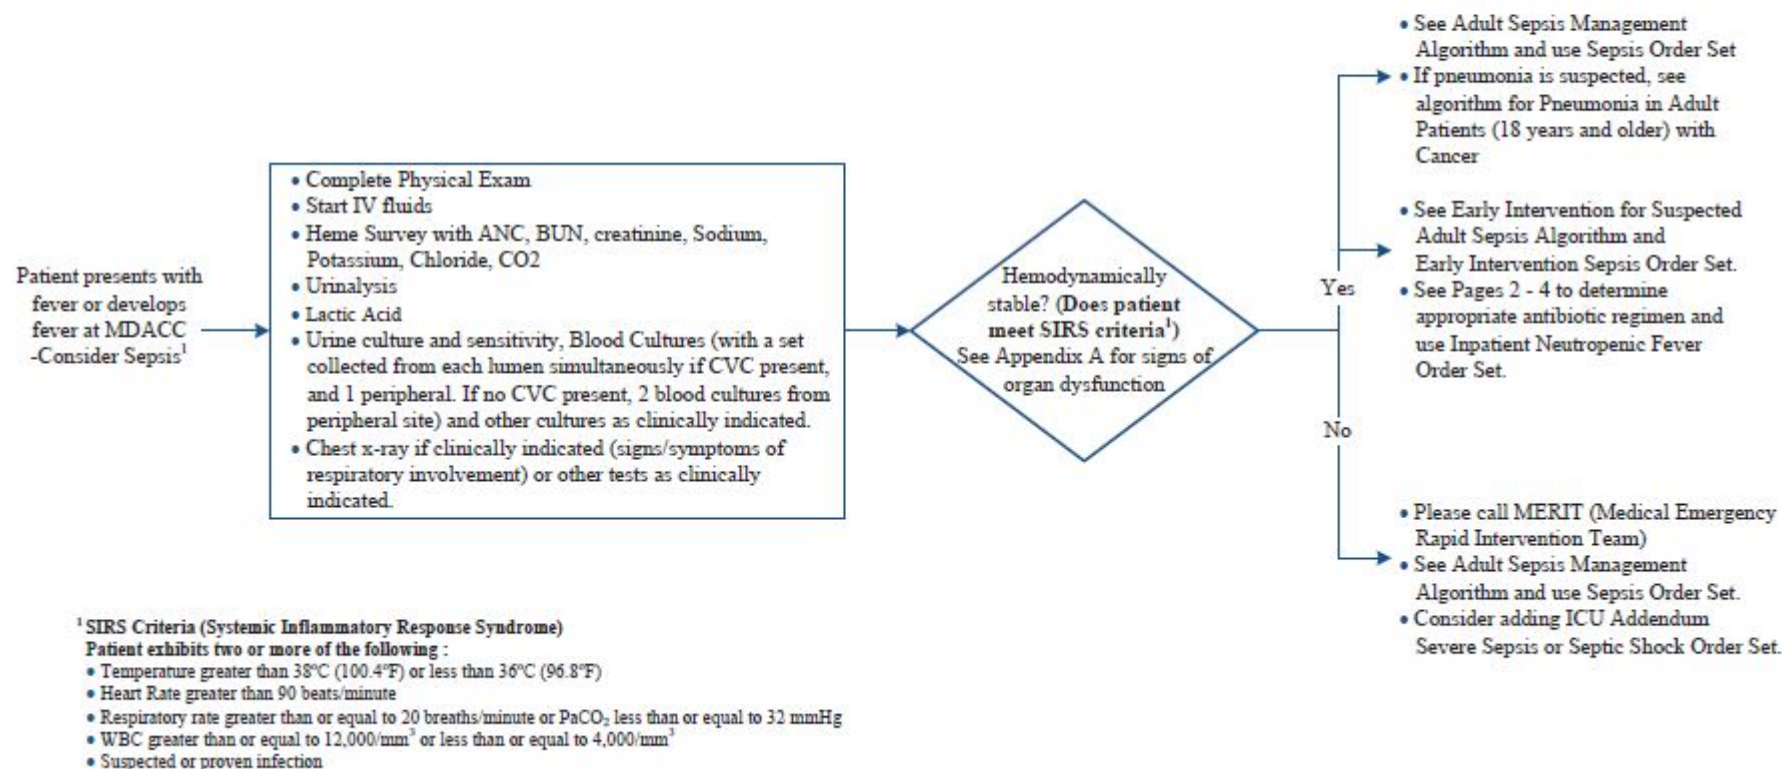 Patient presents with
fever or develops
fever at MDACC
-Consider Sepsis¹
• Complete Physical Exam
• Start IV fluids
• Heme Survey with ANC, BUN, creatinine, Sodium,
Potassium, Chloride, CO2
• Urinalysis
• Lactic Acid
• Urine culture and sensitivity, Blood Cultures (with a set
collected from each lumen simultaneously if CVC present,
and 1 peripheral. If no CVC present, 2 blood cultures from
peripheral site) and other cultures as clinically indicated.
• Chest x-ray if clinically indicated (signs/symptoms of
respiratory involvement) or other tests as clinically
indicated.
Hemodynamically
stable? (Does patient
meet SIRS criteria¹)
See Appendix A for signs of
organ dysfunction
Yes
No
• See Adult Sepsis Management
Algorithm and use Sepsis Order Set
• If pneumonia is suspected, see
algorithm for Pneumonia in Adult
Patients (18 years and older) with
Cancer
• See Early Intervention for Suspected
Adult Sepsis Algorithm and
Early Intervention Sepsis Order Set.
• See Pages 2 - 4 to determine
appropriate antibiotic regimen and
use Inpatient Neutropenic Fever
Order Set.
• Please call MERIT (Medical Emergency
Rapid Intervention Team)
• See Adult Sepsis Management
Algorithm and use Sepsis Order Set.
• Consider adding ICU Addendum
Severe Sepsis or Septic Shock Order Set.
¹ SIRS Criteria (Systemic Inflammatory Response Syndrome)
Patient exhibits two or more of the following :
• Temperature greater than 38ºC (100.4ºF) or less than 36ºC (96.8ºF)
• Heart Rate greater than 90 beats/minute
• Respiratory rate greater than or equal to 20 breaths/minute or PaCO₂ less than or equal to 32 mmHg
• WBC greater than or equal to 12,000/mm³ or less than or equal to 4,000/mm³
• Suspected or proven infection